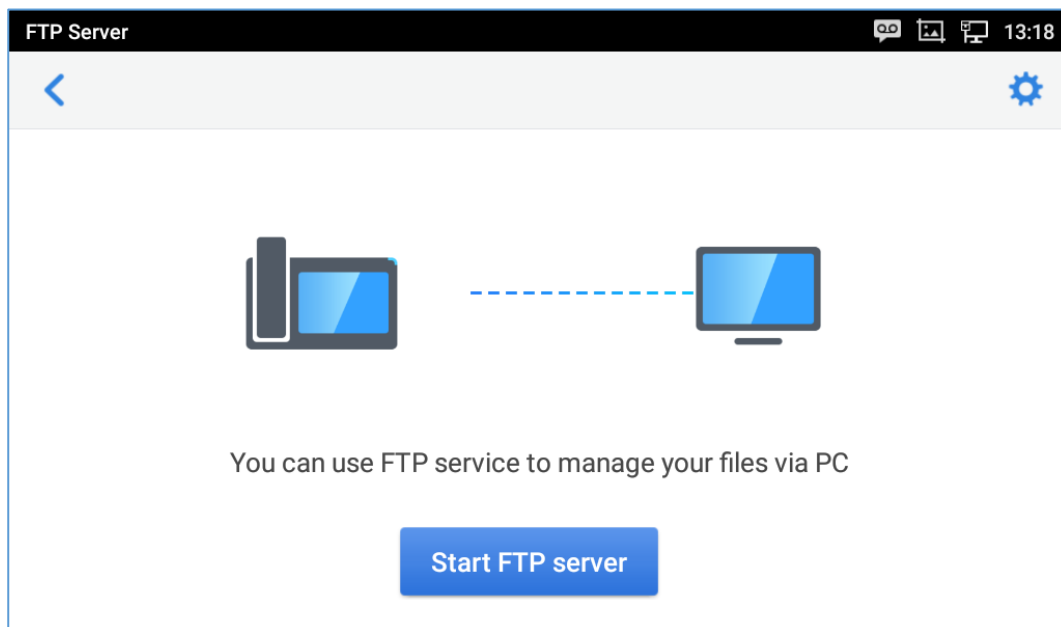 FTP Server 13:18
You can use FTP service to manage your files via PC
Start FTP server